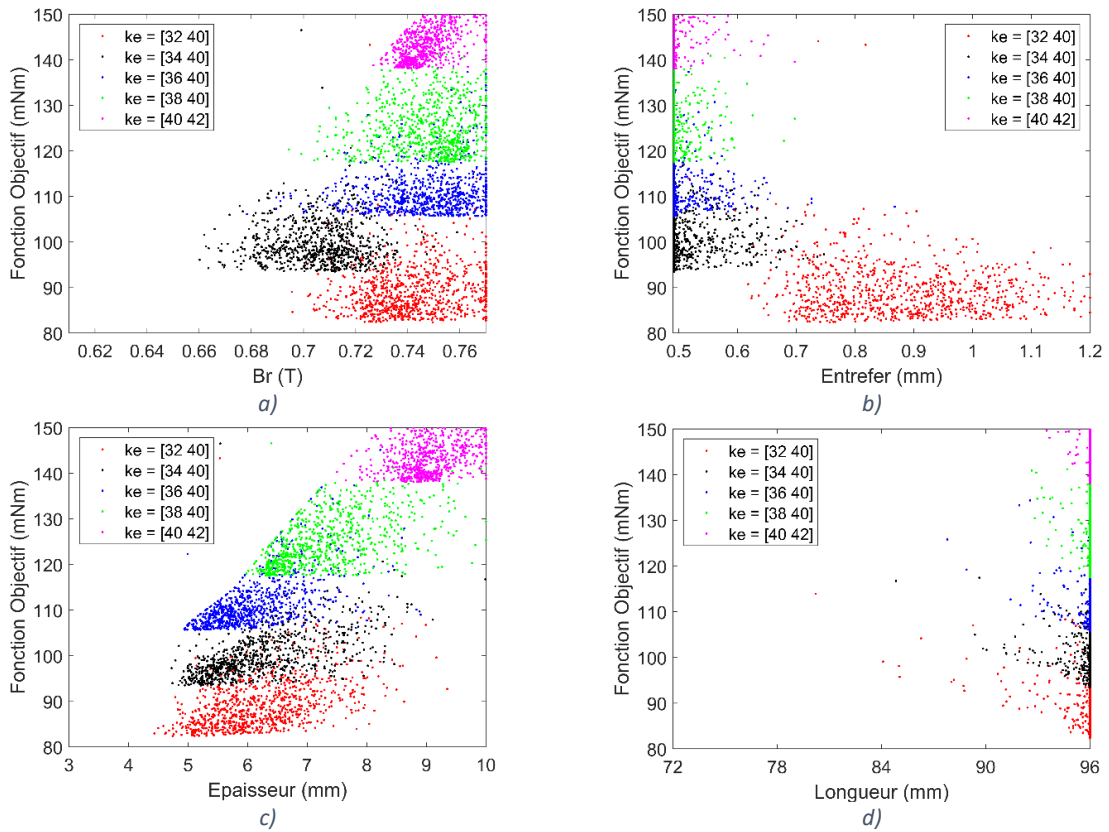 150
140
130
120
110
100
90
80
Fonction Objectif (mNm)
ke = [32 40]
ke = [34 40]
ke = [36 40]
ke = [38 40]
ke = [40 42]
0.62 0.64 0.66 0.68 0.7 0.72 0.74 0.76
Br (T)
a)
150
140
130
120
110
100
90
80
Fonction Objectif (mNm)
ke = [32 40]
ke = [34 40]
ke = [36 40]
ke = [38 40]
ke = [40 42]
0.5 0.6 0.7 0.8 0.9 1 1.1 1.2
Entrefer (mm)
b)
150
140
130
120
110
100
90
80
Fonction Objectif (mNm)
ke = [32 40]
ke = [34 40]
ke = [36 40]
ke = [38 40]
ke = [40 42]
3 4 5 6 7 8 9 10
Epaisseur (mm)
c)
150
140
130
120
110
100
90
80
Fonction Objectif (mNm)
ke = [32 40]
ke = [34 40]
ke = [36 40]
ke = [38 40]
ke = [40 42]
72 78 84 90 96
Longueur (mm)
d)